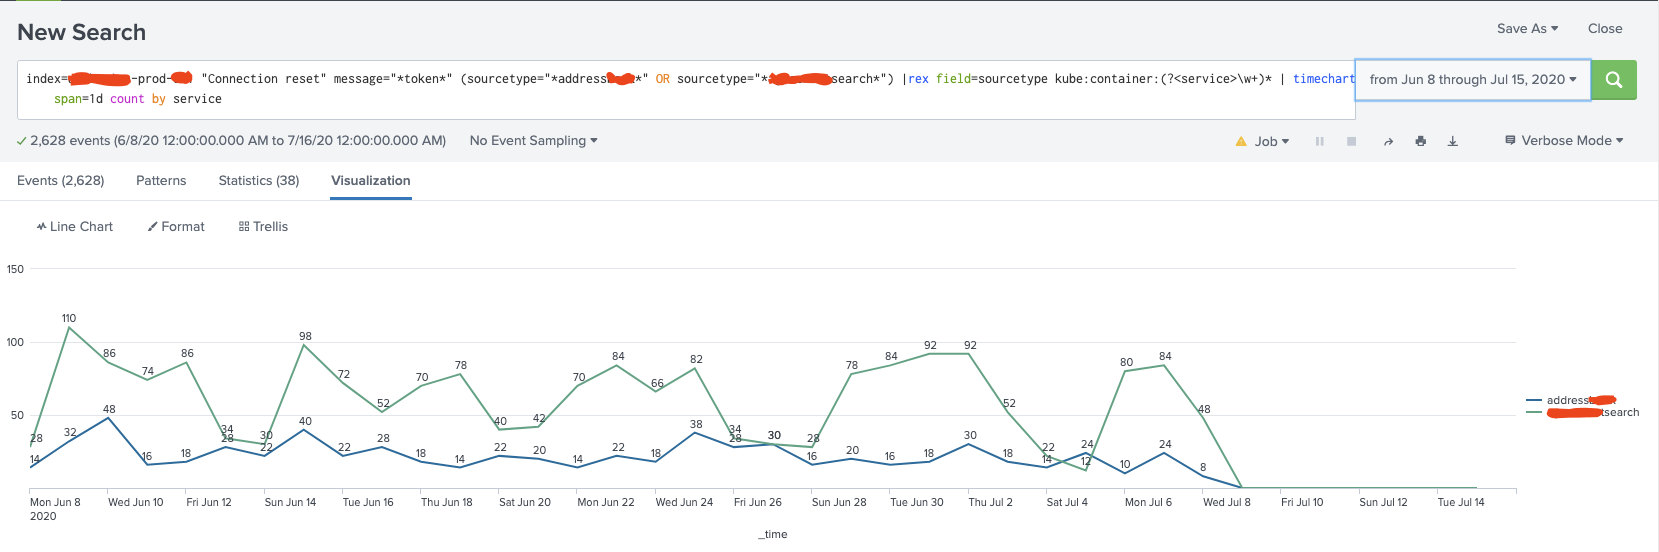 New Search
Save As Close
index= -prod- "Connection reset" message="*token*" (sourcetype="*address *" OR sourcetype="* search*") |rex field=sourcetype kube:container:(?<service>\w+)* | timechart
span=1d count by service
from Jun 8 through Jul 15, 2020
2,628 events (6/8/20 12:00:00.000 AM to 7/16/20 12:00:00.000 AM) No Event Sampling
Job Verbose Mode
Events (2,628) Patterns Statistics (38) Visualization
Line Chart Format Trellis
150
100
50
110 86 74 86 34 30 98 72 52 70 78 40 42 70 84 66 82 34 30 28 78 84 92 92 52 22 12 80 84 48
28
14 32 48 16 18 28 22 40 22 28 18 14 22 20 14 22 18 38 28 30 16 20 16 18 30 18 14 24 10 24 8
address
search
Mon Jun 8 Wed Jun 10 Fri Jun 12 Sun Jun 14 Tue Jun 16 Thu Jun 18 Sat Jun 20 Mon Jun 22 Wed Jun 24 Fri Jun 26 Sun Jun 28 Tue Jun 30 Thu Jul 2 Sat Jul 4 Mon Jul 6 Wed Jul 8 Fri Jul 10 Sun Jul 12 Tue Jul 14
2020
_time